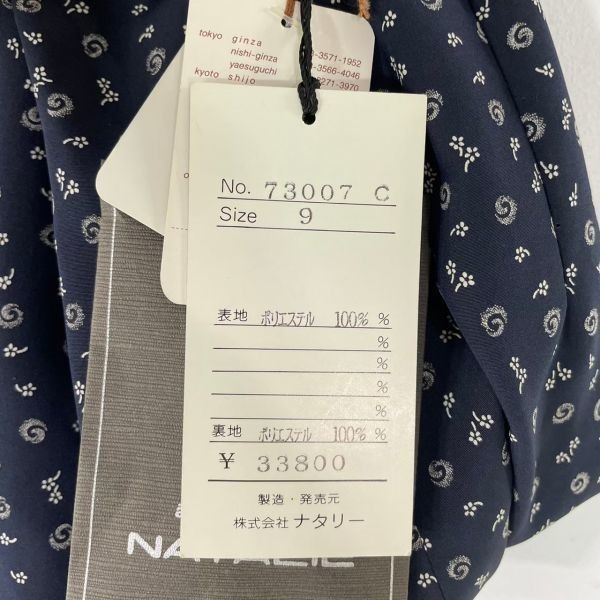 tokyo ginza 3-3571-1952
nishi-ginza 3-3566-4046
yaesuguchi 3271-3970
kyoto shijo
No. 73007 C
Size 9
表地 ポリエステル 100% %
%
%
%
%
裏地 ポリエステル 100% %
¥ 33800
製造・発売元
株式会社 ナタリー